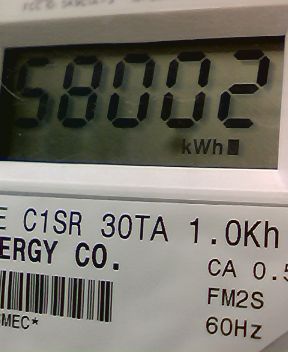 58002
kWh
E C1SR 30TA 1.0Kh
ERGY CO.
CA 0.5
FM2S
60Hz
MEC*